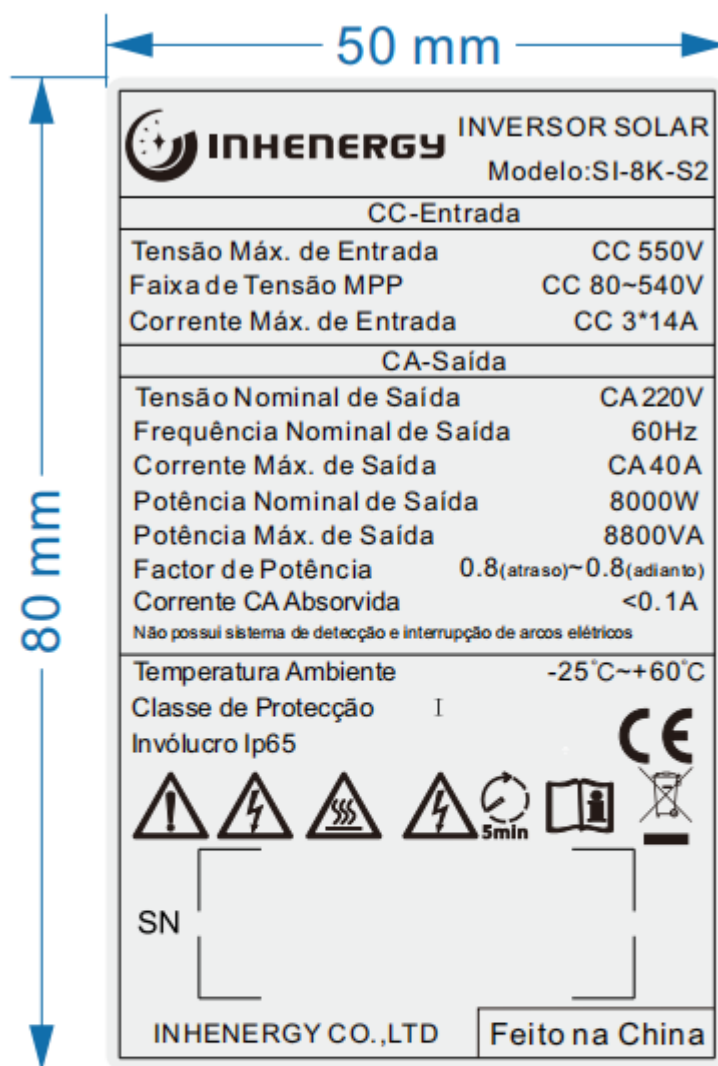 50 mm
80 mm
INHENERGY
INVERSOR SOLAR
Modelo:SI-8K-S2
CC-Entrada
Tensão Máx. de Entrada CC 550V
Faixa de Tensão MPP CC 80~540V
Corrente Máx. de Entrada CC 3*14A
CA-Saída
Tensão Nominal de Saída CA 220V
Frequência Nominal de Saída 60Hz
Corrente Máx. de Saída CA 40A
Potência Nominal de Saída 8000W
Potência Máx. de Saída 8800VA
Factor de Potência 0.8(atraso)~0.8(adianto)
Corrente CA Absorvida <0.1A
Não possui sistema de detecção e interrupção de arcos elétricos
Temperatura Ambiente -25℃~+60℃
Classe de Protecção I
Invólucro Ip65
CE
5min
SN
INHENERGY CO.,LTD
Feito na China